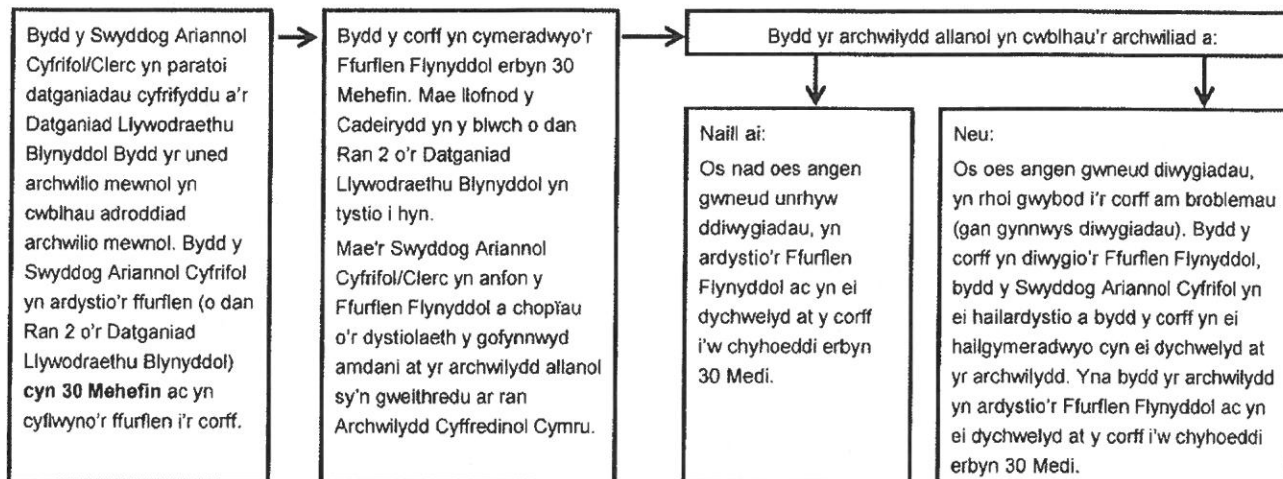 Bydd y Swyddog Ariannol
Cyfrifol/Clerc yn paratoi
datganiadau cyfrifyddu a'r
Datganiad Llywodraethu
Blynyddol Bydd yr uned
archwilio mewnol yn
cwblhau adroddiad
archwilio mewnol. Bydd y
Swyddog Ariannol Cyfrifol
yn ardystio'r ffurflen (o dan
Ran 2 o'r Datganiad
Llywodraethu Blynyddol)
cyn 30 Mehefin ac yn
cyflwyno'r ffurflen i'r corff.
Bydd y corff yn cymeradwyo'r
Ffurflen Flynyddol erbyn 30
Mehefin. Mae llofnod y
Cadeirydd yn y blwch o dan
Ran 2 o'r Datganiad
Llywodraethu Blynyddol yn
tystio i hyn.
Mae'r Swyddog Ariannol
Cyfrifol/Clerc yn anfon y
Ffurflen Flynyddol a chopïau
o'r dystiolaeth y gofynnwyd
amdani at yr archwilydd allanol
sy'n gweithredu ar ran
Archwilydd Cyffredinol Cymru.
Bydd yr archwilydd allanol yn cwblhau'r archwiliad a:
Naill ai:
Os nad oes angen
gwneud unrhyw
ddiwygiadau, yn
ardystio'r Ffurflen
Flynyddol ac yn ei
dychwelyd at y corff
i'w chyhoeddi erbyn
30 Medi.
Neu:
Os oes angen gwneud diwygiadau,
yn rhoi gwybod i'r corff am broblemau
(gan gynnwys diwygiadau). Bydd y
corff yn diwygio'r Ffurflen Flynyddol,
bydd y Swyddog Ariannol Cyfrifol yn
ei hailardystio a bydd y corff yn ei
hailgymeradwyo cyn ei dychwelyd at
yr archwilydd. Yna bydd yr archwilydd
yn ardystio'r Ffurflen Flynyddol ac yn
ei dychwelyd at y corff i'w chyhoeddi
erbyn 30 Medi.